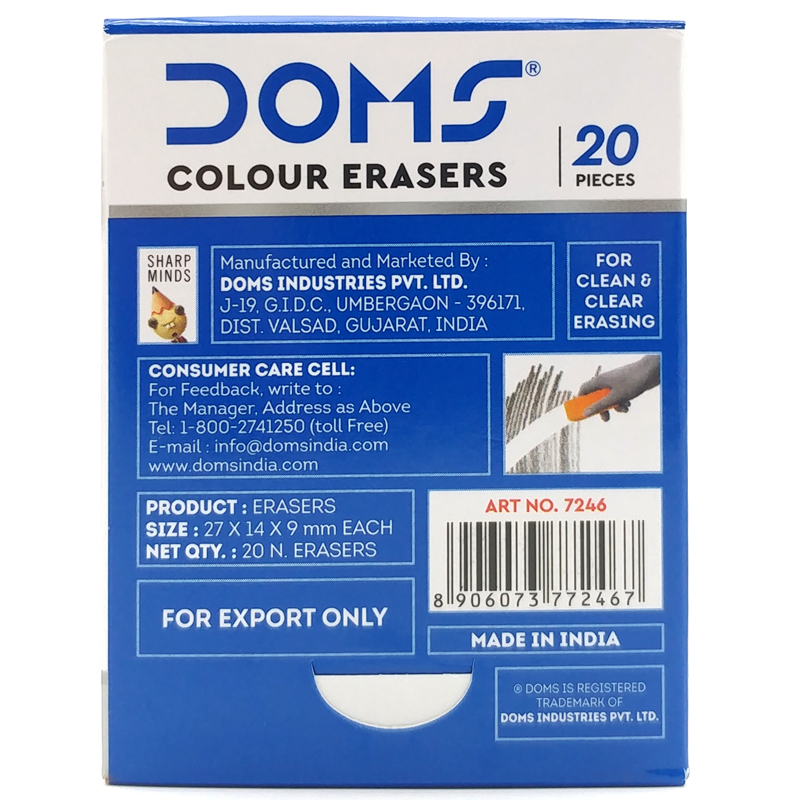 DOMS®
COLOUR ERASERS
20
PIECES
SHARP
MINDS
Manufactured and Marketed By :
DOMS INDUSTRIES PVT. LTD.
J-19, G.I.D.C., UMBERGAON - 396171,
DIST. VALSAD, GUJARAT, INDIA
FOR
CLEAN &
CLEAR
ERASING
CONSUMER CARE CELL:
For Feedback, write to :
The Manager, Address as Above
Tel: 1-800-2741250 (toll Free)
E-mail : info@domsindia.com
www.domsindia.com
PRODUCT : ERASERS
SIZE : 27 X 14 X 9 mm EACH
NET QTY. : 20 N. ERASERS
ART NO. 7246
8 906073 772467
FOR EXPORT ONLY
MADE IN INDIA
® DOMS IS REGISTERED
TRADEMARK OF
DOMS INDUSTRIES PVT. LTD.